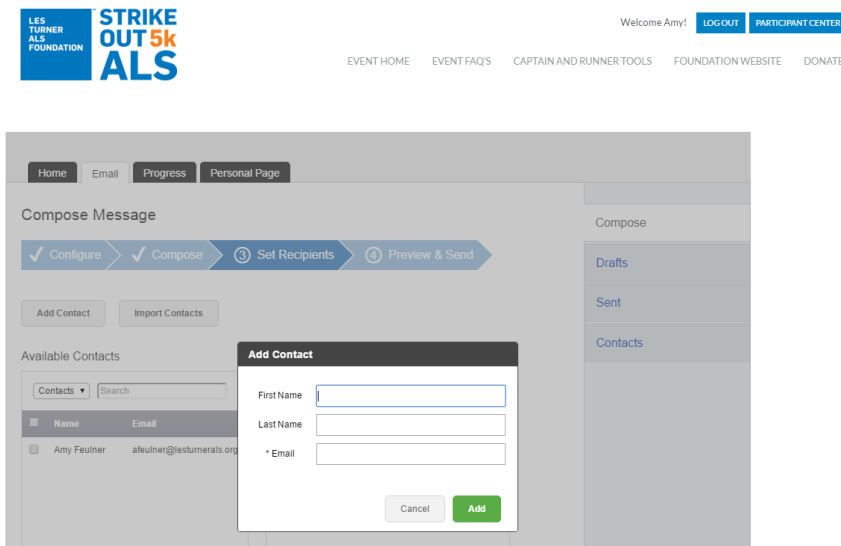 LES
TURNER
ALS
FOUNDATION
STRIKE
OUT 5k
ALS
Welcome Amy! LOG OUT PARTICIPANT CENTER
EVENT HOME EVENT FAQ'S CAPTAIN AND RUNNER TOOLS FOUNDATION WEBSITE DONATE
Home Email Progress Personal Page
Compose Message
Configure Compose 3 Set Recipients 4 Preview & Send
Add Contact Import Contacts
Available Contacts
Contacts Search
Name Email
Amy Feulner afeulner@lesturnerals.org
Add Contact
First Name
Last Name
* Email
Cancel Add
Compose
Drafts
Sent
Contacts